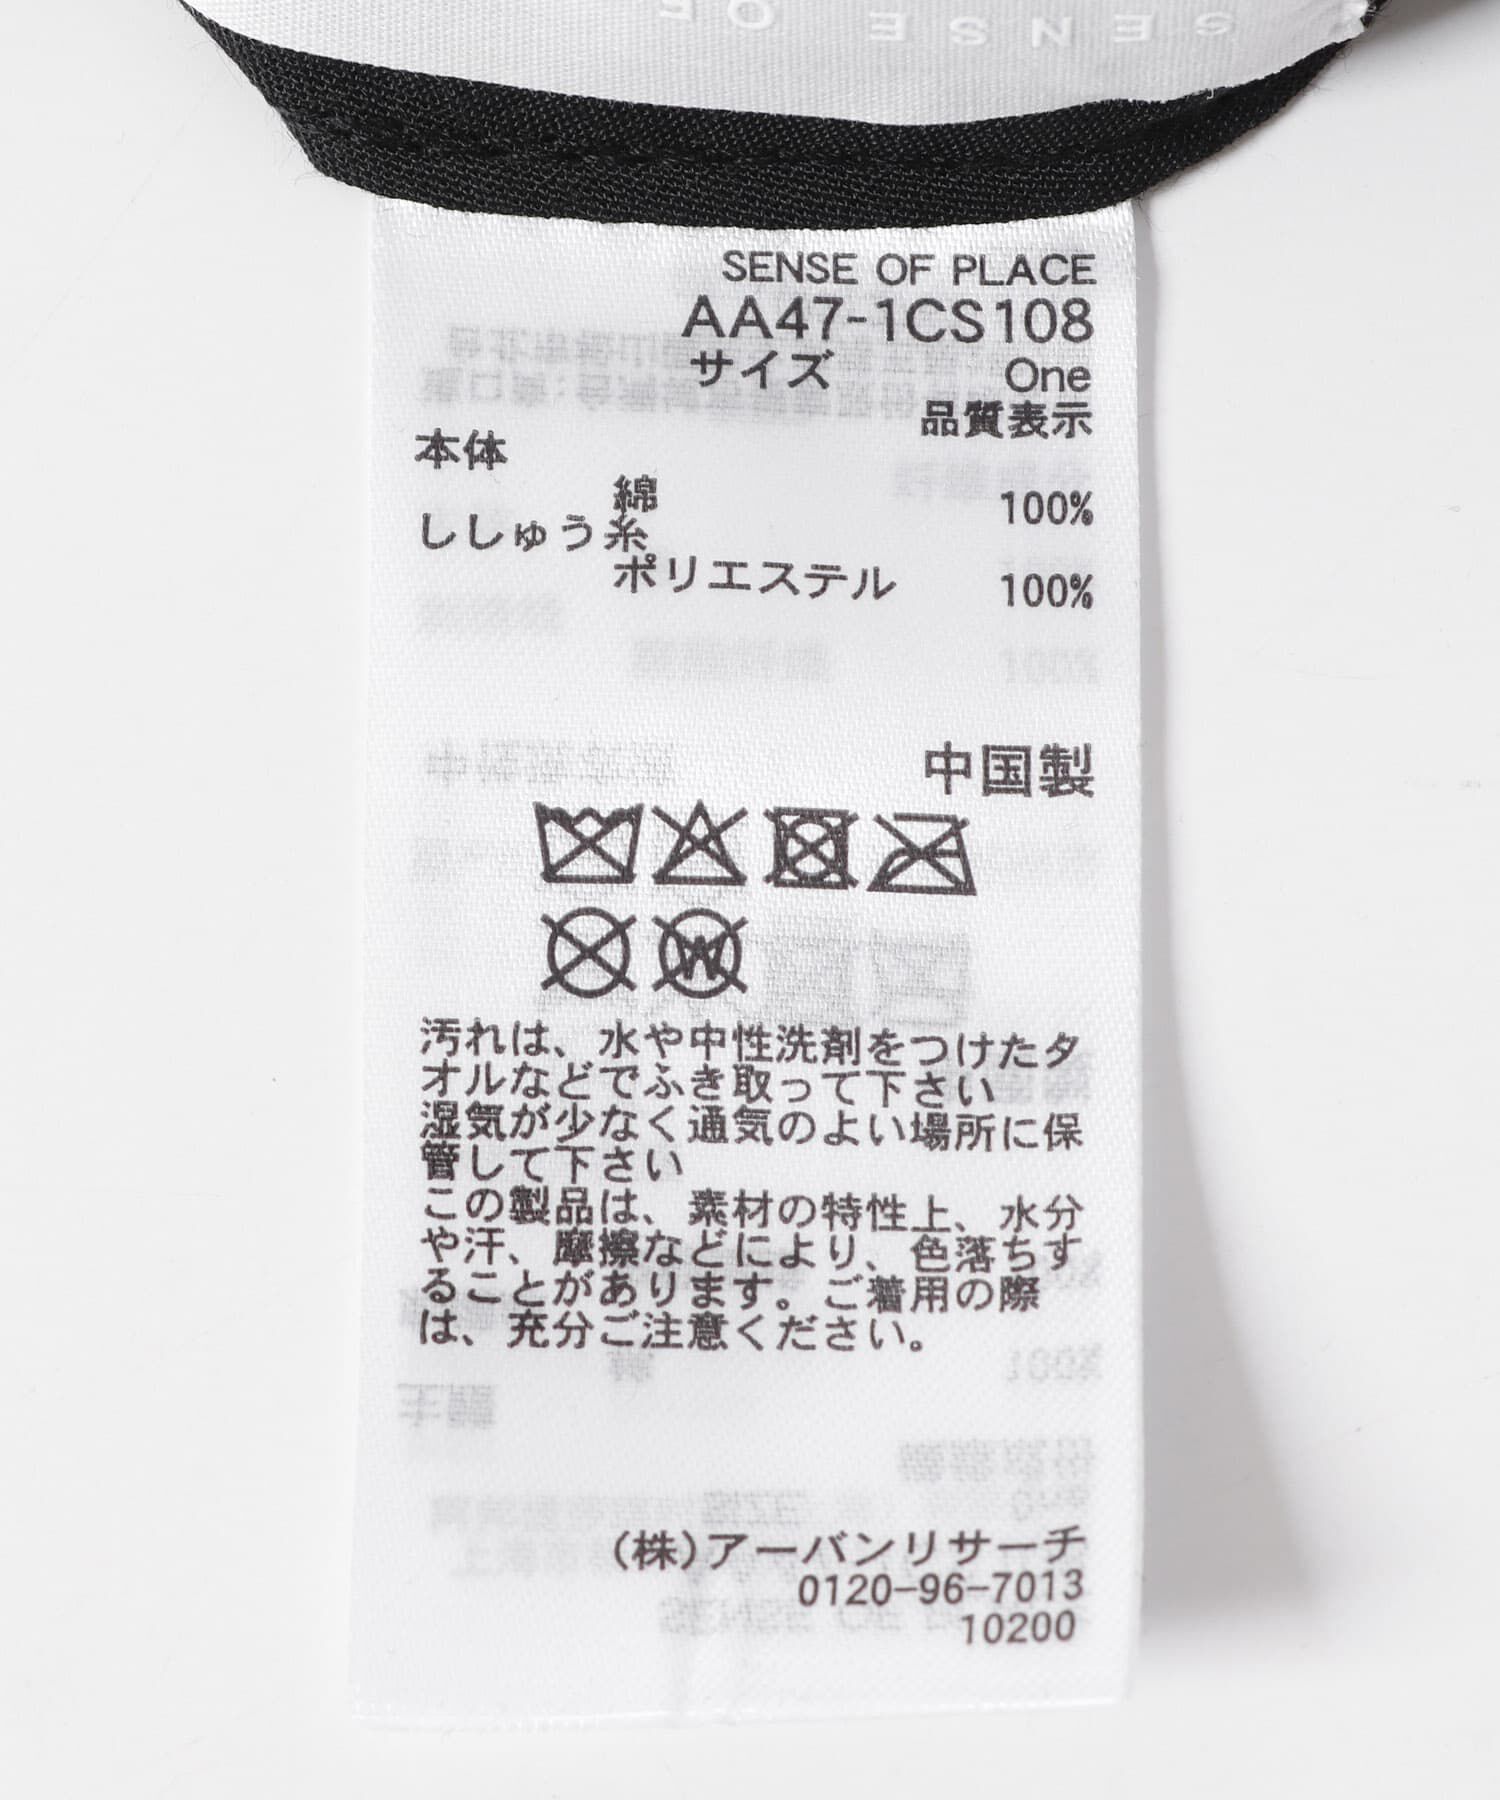 SENSE OF
SENSE OF PLACE
AA47-1CS108
サイズ One
品質表示
本体
綿 100%
ししゅう糸
ポリエステル 100%
中国製
汚れは、水や中性洗剤をつけたタ
オルなどでふき取って下さい
湿気が少なく通気のよい場所に保
管して下さい
この製品は、素材の特性上、水分
や汗、摩擦などにより、色落ちす
ることがあります。ご着用の際
は、充分ご注意ください。
(株)アーバンリサーチ
0120-96-7013
10200